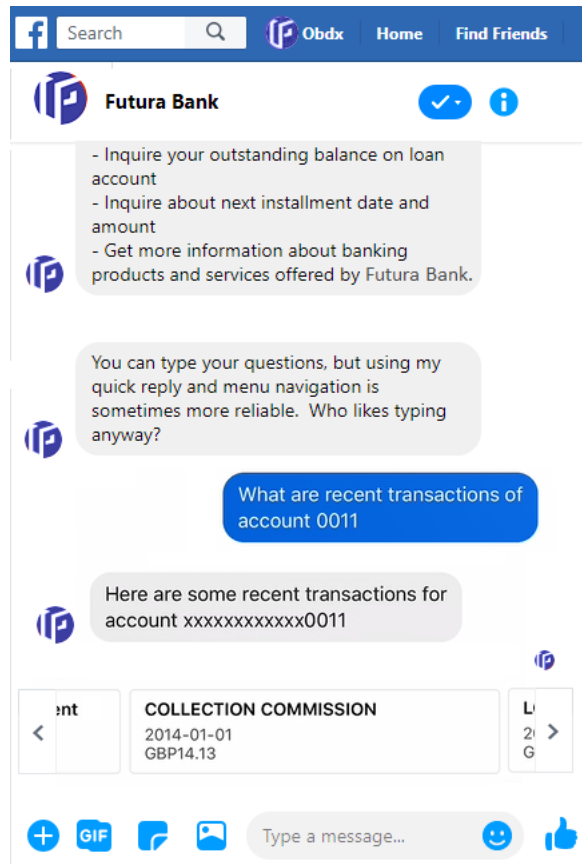 Search
Obdx
Home
Find Friends
Futura Bank
- Inquire your outstanding balance on loan
account
- Inquire about next installment date and
amount
- Get more information about banking
products and services offered by Futura Bank.
You can type your questions, but using my
quick reply and menu navigation is
sometimes more reliable.  Who likes typing
anyway?
What are recent transactions of
account 0011
Here are some recent transactions for
account xxxxxxxxxxxx0011
ent
COLLECTION COMMISSION
2014-01-01
GBP14.13
L
2
G
GIF
Type a message...